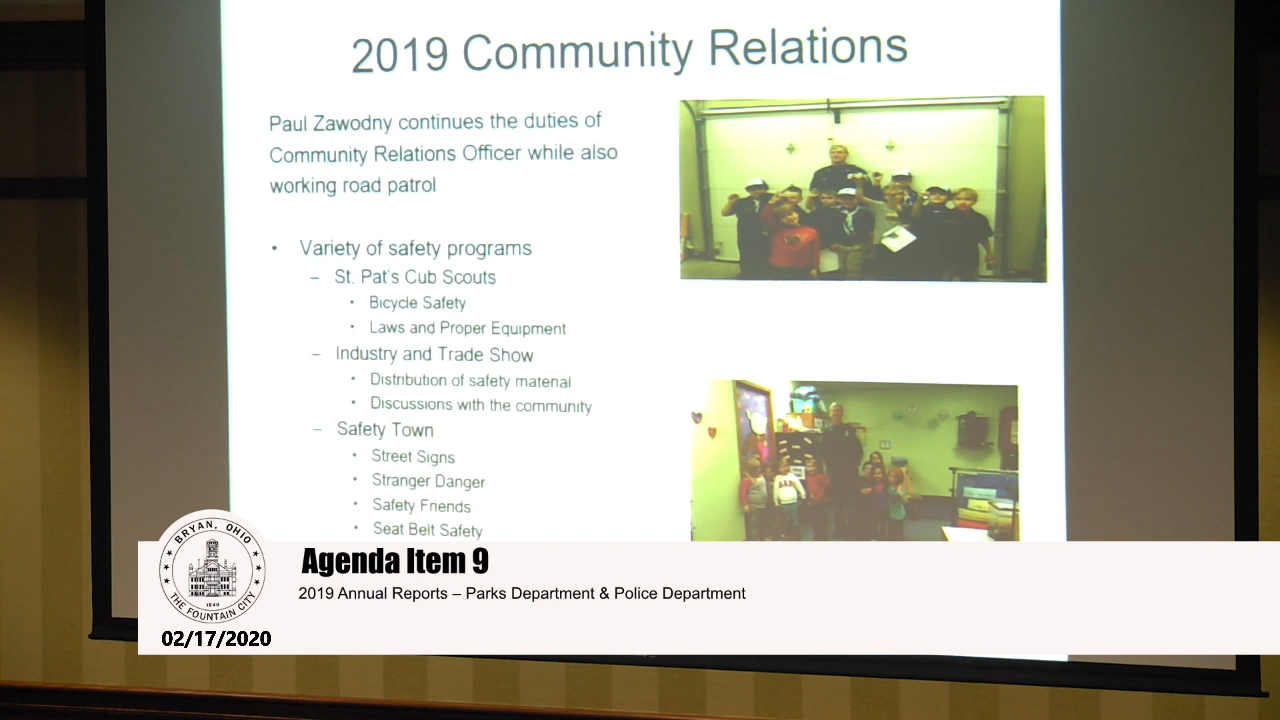 2019 Community Relations
Paul Zawodny continues the duties of
Community Relations Officer while also
working road patrol
• Variety of safety programs
– St. Pat's Cub Scouts
• Bicycle Safety
• Laws and Proper Equipment
– Industry and Trade Show
• Distribution of safety material
• Discussions with the community
– Safety Town
• Street Signs
• Stranger Danger
• Safety Friends
• Seat Belt Safety
BRYAN, OHIO
1840
THE FOUNTAIN CITY
Agenda Item 9
2019 Annual Reports – Parks Department & Police Department
02/17/2020